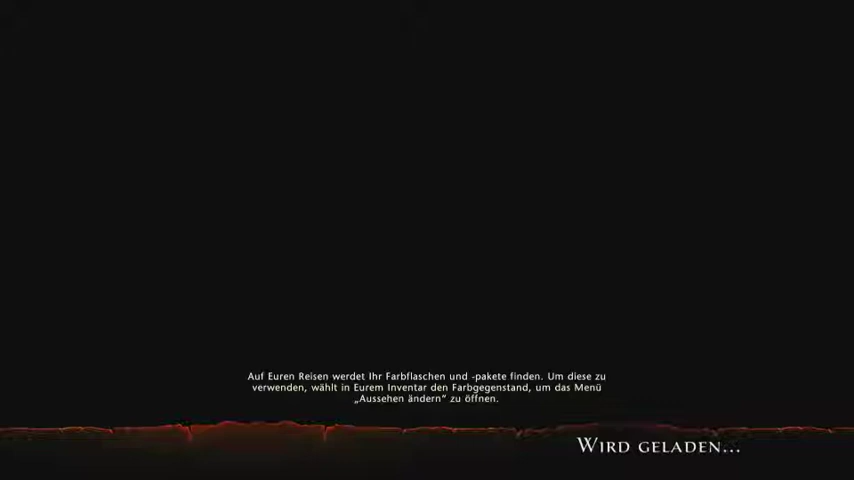 Auf Euren Reisen werdet Ihr Farbflaschen und -pakete finden. Um diese zu
verwenden, wählt in Eurem Inventar den Farbgegenstand, um das Menü
„Aussehen ändern“ zu öffnen.
WIRD GELADEN...